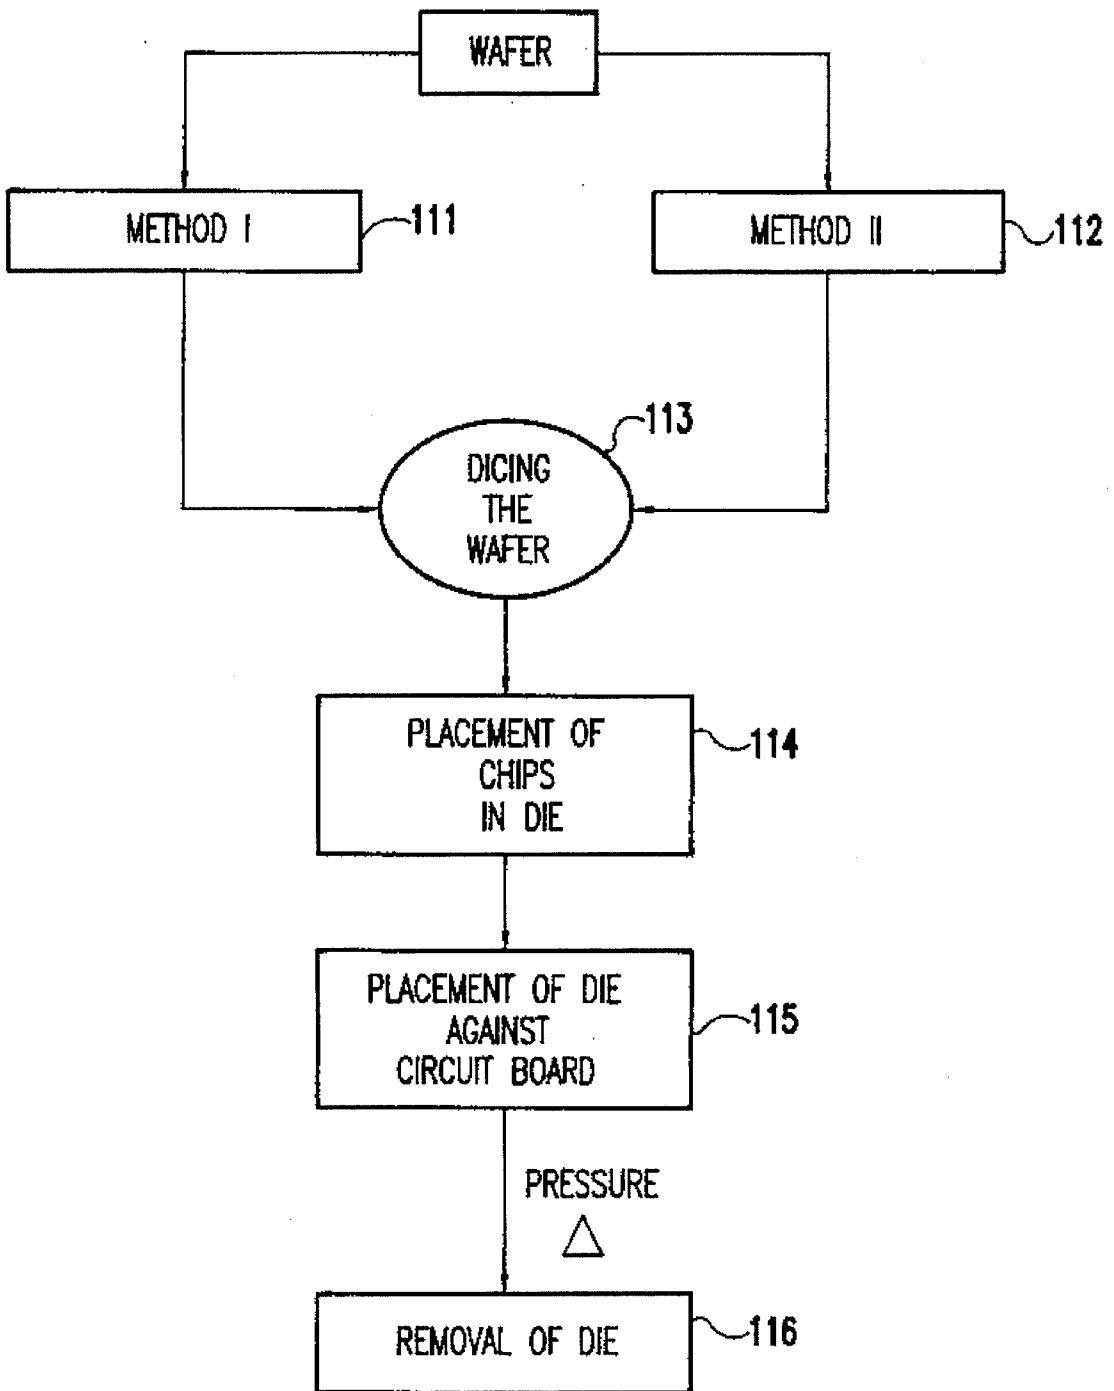 WAFER
METHOD I
111
METHOD II
112
113
DICING
THE
WAFER
PLACEMENT OF
CHIPS
IN DIE
114
PLACEMENT OF DIE
AGAINST
CIRCUIT BOARD
115
PRESSURE
△
REMOVAL OF DIE
116